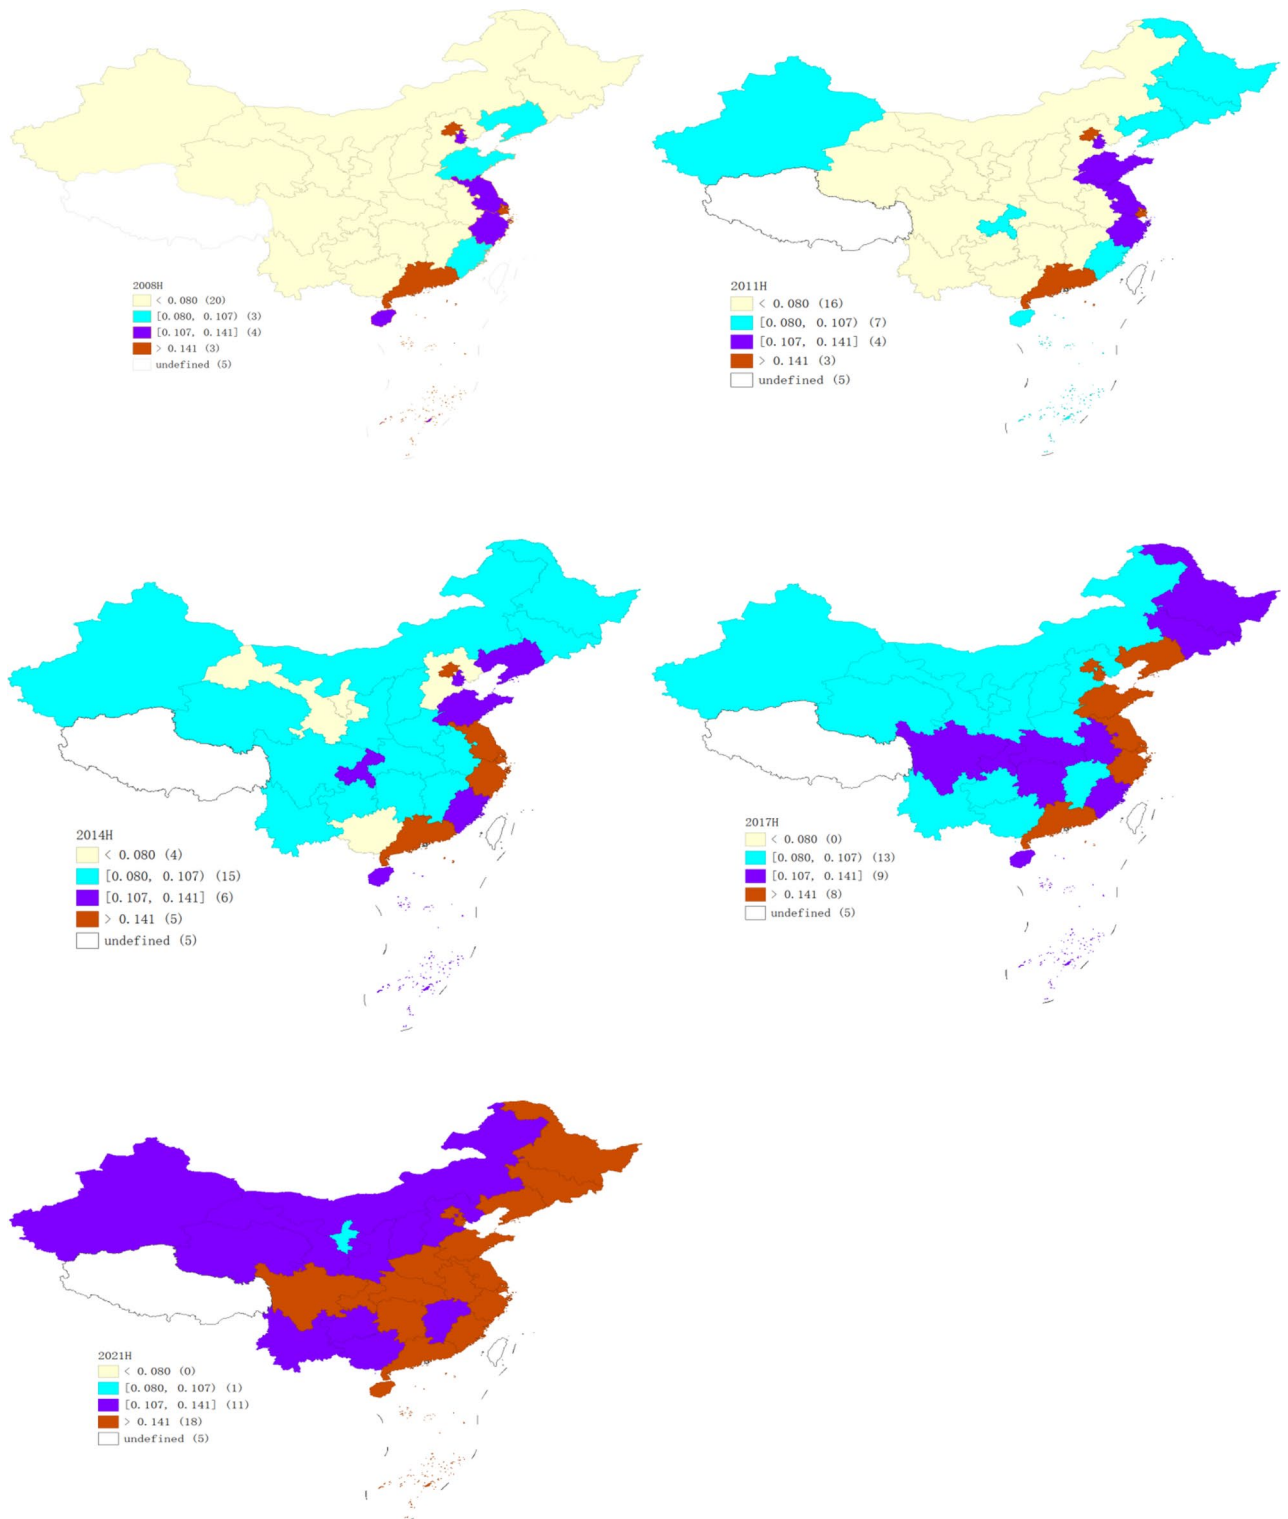 2008H
< 0.080 (20)
[0.080, 0.107) (3)
[0.107, 0.141] (4)
> 0.141 (3)
undefined (5)
2011H
< 0.080 (16)
[0.080, 0.107) (7)
[0.107, 0.141] (4)
> 0.141 (3)
undefined (5)
2014H
< 0.080 (4)
[0.080, 0.107) (15)
[0.107, 0.141] (6)
> 0.141 (5)
undefined (5)
2017H
< 0.080 (0)
[0.080, 0.107) (13)
[0.107, 0.141] (9)
> 0.141 (8)
undefined (5)
2021H
< 0.080 (0)
[0.080, 0.107) (1)
[0.107, 0.141] (11)
> 0.141 (18)
undefined (5)